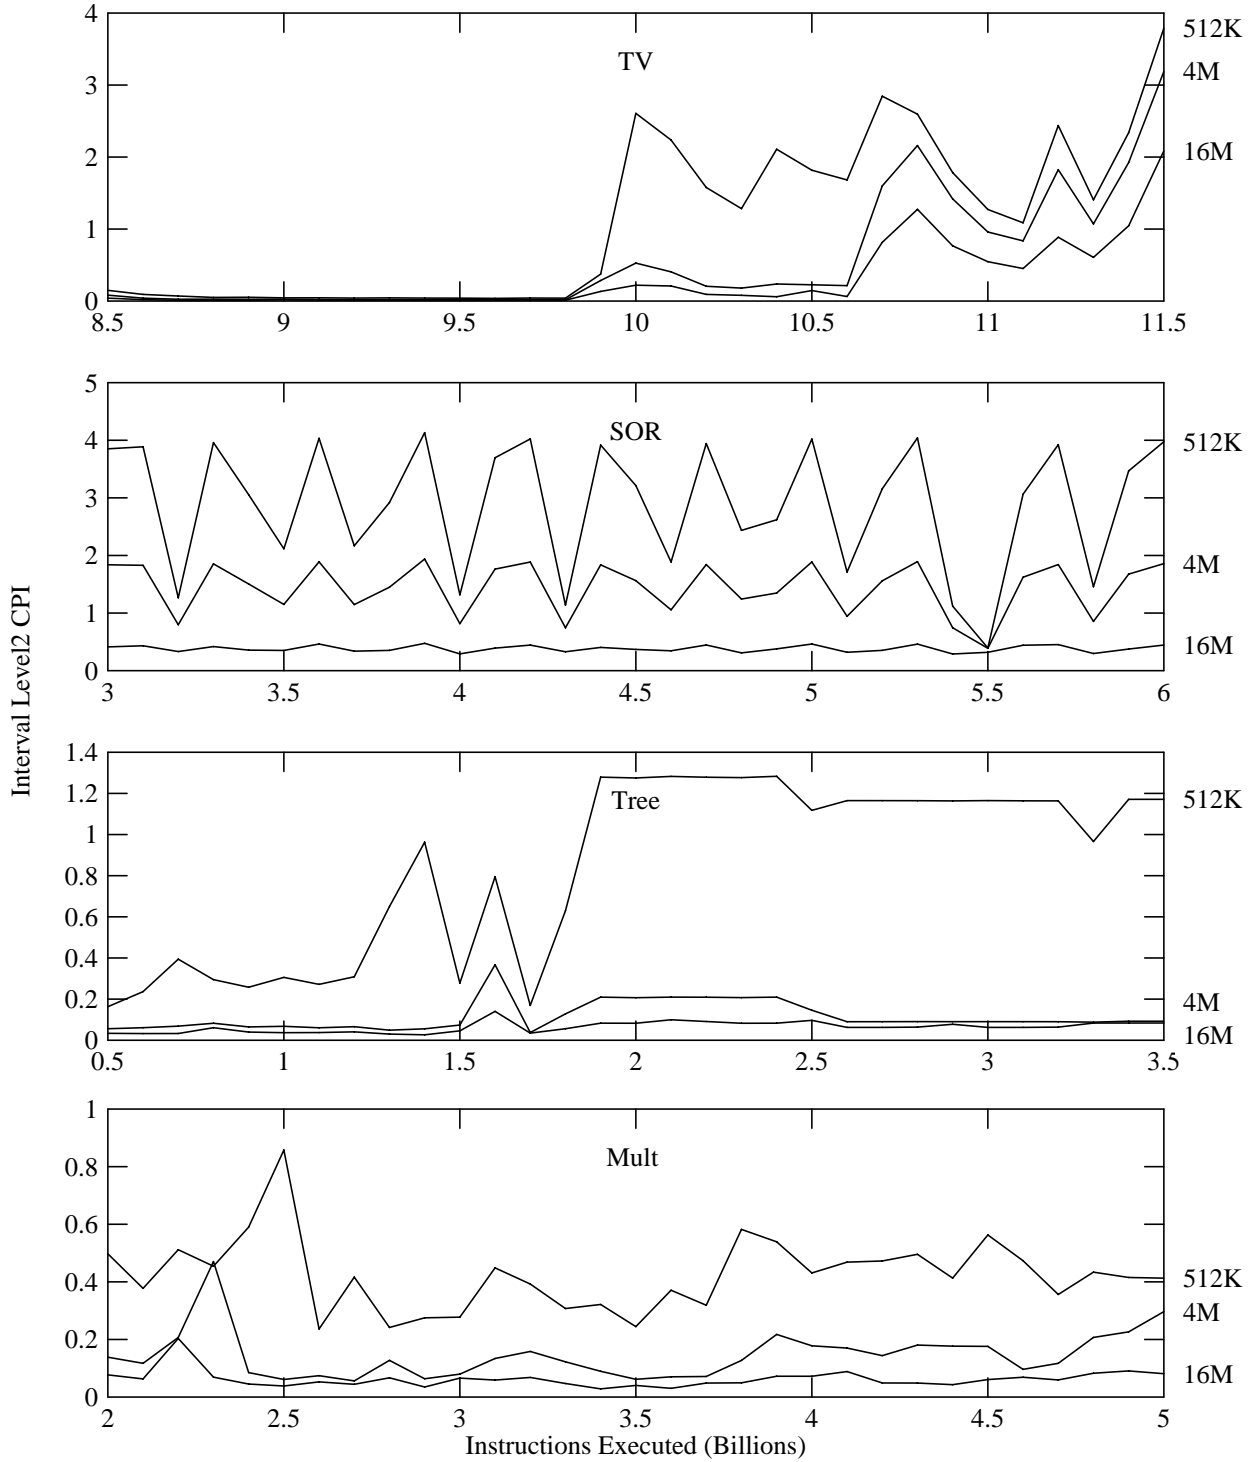 Interval Level2 CPI
4
3
2
1
0
TV
512K
4M
16M
8.5 9 9.5 10 10.5 11 11.5
5
4
3
2
1
0
SOR
512K
4M
16M
3 3.5 4 4.5 5 5.5 6
1.4
1.2
1
0.8
0.6
0.4
0.2
0
Tree
512K
4M
16M
0.5 1 1.5 2 2.5 3 3.5
1
0.8
0.6
0.4
0.2
0
Mult
512K
4M
16M
2 2.5 3 3.5 4 4.5 5
Instructions Executed (Billions)